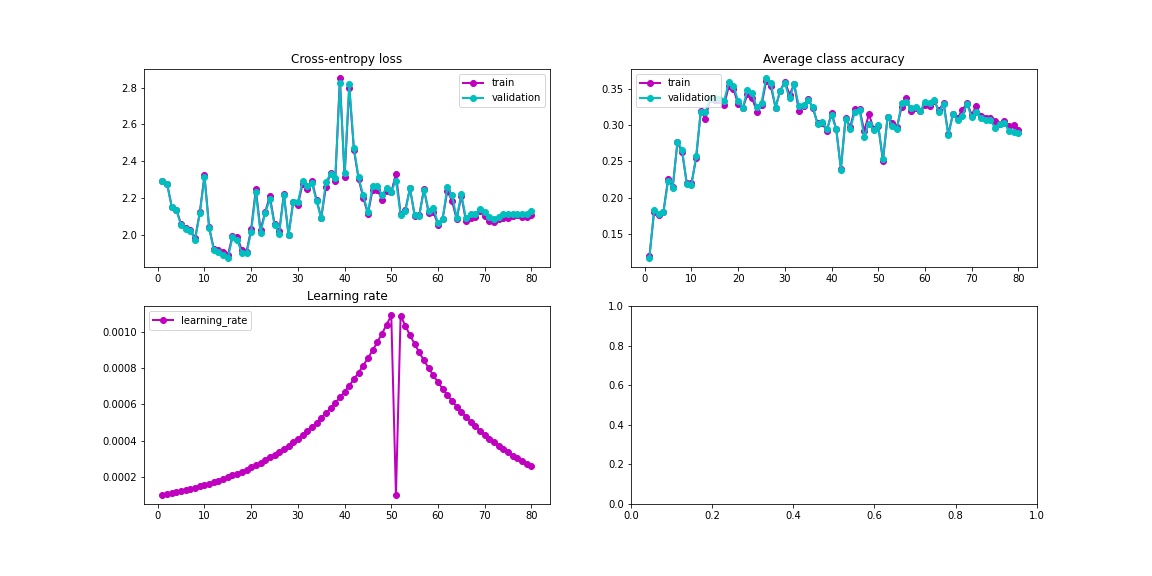 Cross-entropy loss
train
validation
2.8
2.6
2.4
2.2
2.0
0 10 20 30 40 50 60 70 80
Average class accuracy
train
validation
0.35
0.30
0.25
0.20
0.15
0 10 20 30 40 50 60 70 80
Learning rate
learning_rate
0.0010
0.0008
0.0006
0.0004
0.0002
0 10 20 30 40 50 60 70 80
1.0
0.8
0.6
0.4
0.2
0.0
0.0 0.2 0.4 0.6 0.8 1.0